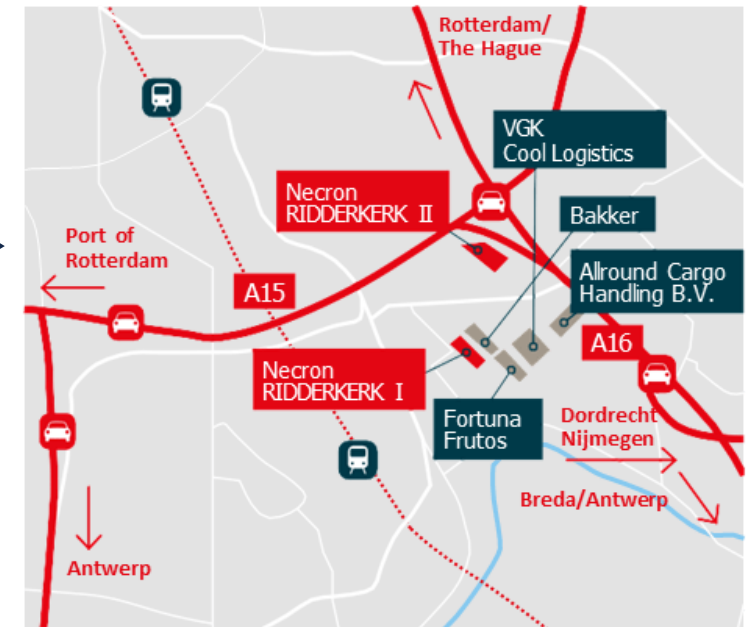 Rotterdam/
The Hague
VGK
Cool Logistics
Necron
RIDDERKERK II
Bakker
Port of
Rotterdam
Allround Cargo
Handling B.V.
A15
A16
Necron
RIDDERKERK I
Fortuna
Frutos
Dordrecht
Nijmegen
Breda/Antwerp
Antwerp